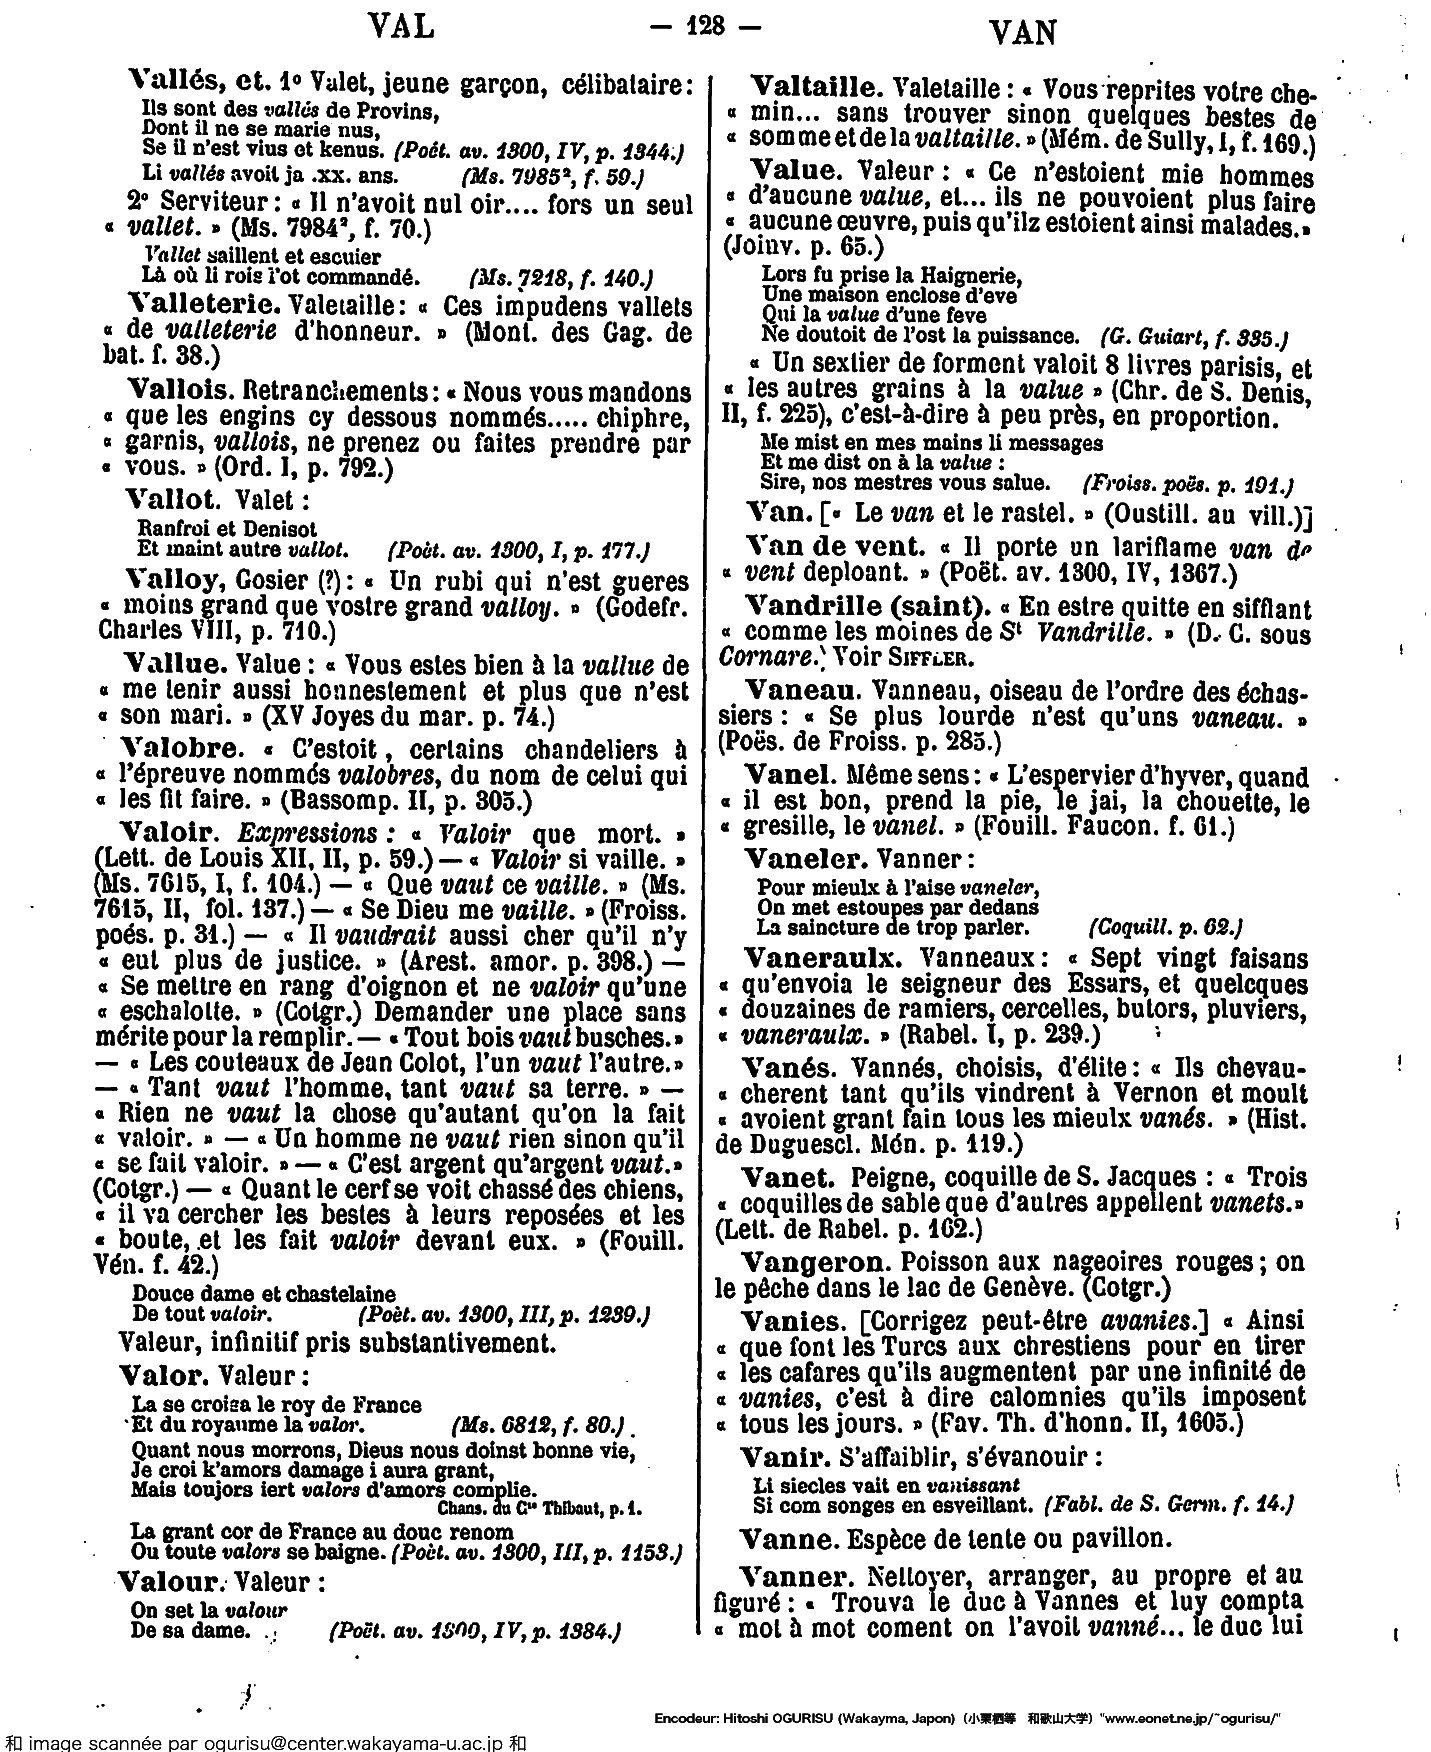 VAL
— 128 —
VAN
Vallés, et. 1º Valet, jeune garçon, célibataire :
Ils sont des vallés de Provins,
Dont il ne se marie nus,
Se il n'est vius et kenus. (Poët. av. 1300, IV, p. 1344.)
Li vallés avoit ja .xx. ans. (Ms. 7985², f. 59.)
2º Serviteur : « Il n'avoit nul oir.... fors un seul
« vallet. » (Ms. 7984², f. 70.)
Vallet saillent et escuier
Là où li rois l'ot commandé. (Ms. 7218, f. 140.)
Valleterie. Valetaille : « Ces impudens vallets
« de valleterie d'honneur. » (Mont. des Gag. de
bat. f. 38.)
Vallois. Retranchements : « Nous vous mandons
« que les engins cy dessous nommés..... chiphre,
« garnis, vallois, ne prenez ou faites prendre par
« vous. » (Ord. I, p. 792.)
Vallot. Valet :
Ranfroi et Denisot
Et maint autre vallot. (Poët. av. 1300, I, p. 177.)
Valloy, Gosier (?) : « Un rubi qui n'est gueres
« moins grand que vostre grand valloy. » (Godefr.
Charles VIII, p. 710.)
Vallue. Value : « Vous estes bien à la vallue de
« me tenir aussi honnestement et plus que n'est
« son mari. » (XV Joyes du mar. p. 74.)
Valobre. « C'estoit, certains chandeliers à
« l'épreuve nommés valobres, du nom de celui qui
« les fit faire. » (Bassomp. II, p. 305.)
Valoir. Expressions : « Valoir que mort. »
(Lett. de Louis XII, II, p. 59.) — « Valoir si vaille. »
(Ms. 7615, I, f. 104.) — « Que vaut ce vaille. » (Ms.
7615, II, fol. 137.) — « Se Dieu me vaille. » (Froiss.
poés. p. 31.) — « Il vaudrait aussi cher qu'il n'y
« eut plus de justice. » (Arest. amor. p. 398.) —
« Se mettre en rang d'oignon et ne valoir qu'une
« eschalotte. » (Cotgr.) Demander une place sans
mérite pour la remplir. — « Tout bois vaut busches. »
— « Les couteaux de Jean Colot, l'un vaut l'autre. »
— « Tant vaut l'homme, tant vaut sa terre. » —
« Rien ne vaut la chose qu'autant qu'on la fait
« valoir. » — « Un homme ne vaut rien sinon qu'il
« se fait valoir. » — « C'est argent qu'argent vaut. »
(Cotgr.) — « Quant le cerf se voit chassé des chiens,
« il va cercher les bestes à leurs reposées et les
« boute, et les fait valoir devant eux. » (Fouill.
Vén. f. 42.)
Douce dame et chastelaine
De tout valoir. (Poët. av. 1300, III, p. 1239.)
Valeur, infinitif pris substantivement.
Valor. Valeur :
La se croisa le roy de France
Et du royaume la valor. (Ms. 6812, f. 80.)
Quant nous morrons, Dieus nous doinst bonne vie,
Je croi k'amors damage i aura grant,
Mais toujors iert valors d'amors complie.
Chans. du Cte Thibaut, p. 1.
La grant cor de France au douc renom
Ou toute valors se baigne. (Poët. av. 1300, III, p. 1153.)
Valour. Valeur :
On set la valour
De sa dame. (Poët. av. 1300, IV, p. 1384.)
Valtaille. Valetaille : « Vous reprites votre che-
« min... sans trouver sinon quelques bestes de
« somme et de la valtaille. » (Mém. de Sully, I, f. 169.)
Value. Valeur : « Ce n'estoient mie hommes
« d'aucune value, et... ils ne pouvoient plus faire
« aucune œuvre, puis qu'ilz estoient ainsi malades. »
(Joinv. p. 65.)
Lors fu prise la Haignerie,
Une maison enclose d'eve
Qui la value d'une feve
Ne doutoit de l'ost la puissance. (G. Guiart, f. 335.)
« Un sextier de forment valoit 8 livres parisis, et
« les autres grains à la value » (Chr. de S. Denis,
II, f. 225), c'est-à-dire à peu près, en proportion.
Me mist en mes mains li messages
Et me dist on à la value :
Sire, nos mestres vous salue. (Froiss. poës. p. 191.)
Van. [« Le van et le rastel. » (Oustill. au vill.)]
Van de vent. « Il porte un lariflame van de
« vent deploant. » (Poët. av. 1300, IV, 1367.)
Vandrille (saint). « En estre quitte en sifflant
« comme les moines de St Vandrille. » (D. C. sous
Cornare.) Voir SIFFLER.
Vaneau. Vanneau, oiseau de l'ordre des échas-
siers : « Se plus lourde n'est qu'uns vaneau. »
(Poës. de Froiss. p. 285.)
Vanel. Même sens : « L'espervier d'hyver, quand
« il est bon, prend la pie, le jai, la chouette, le
« gresille, le vanel. » (Fouill. Faucon. f. 61.)
Vaneler. Vanner :
Pour mieulx à l'aise vaneler,
On met estoupes par dedans
La saincture de trop parler. (Coquill. p. 62.)
Vaneraulx. Vanneaux : « Sept vingt faisans
« qu'envoia le seigneur des Essars, et quelcques
« douzaines de ramiers, cercelles, butors, pluviers,
« vaneraulx. » (Rabel. I, p. 239.)
Vanés. Vannés, choisis, d'élite : « Ils chevau-
« cherent tant qu'ils vindrent à Vernon et moult
« avoient grant fain tous les mieulx vanés. » (Hist.
de Duguescl. Mén. p. 119.)
Vanet. Peigne, coquille de S. Jacques : « Trois
« coquilles de sable que d'autres appellent vanets. »
(Lett. de Rabel. p. 162.)
Vangeron. Poisson aux nageoires rouges ; on
le pêche dans le lac de Genève. (Cotgr.)
Vanies. [Corrigez peut-être avanies.] « Ainsi
« que font les Turcs aux chrestiens pour en tirer
« les cafares qu'ils augmentent par une infinité de
« vanies, c'est à dire calomnies qu'ils imposent
« tous les jours. » (Fav. Th. d'honn. II, 1605.)
Vanir. S'affaiblir, s'évanouir :
Li siecles vait en vanissant
Si com songes en esveillant. (Fabl. de S. Germ. f. 14.)
Vanne. Espèce de tente ou pavillon.
Vanner. Nettoyer, arranger, au propre et au
figuré : « Trouva le duc à Vannes et luy compta
« mot à mot coment on l'avoit vanné... le duc lui
Encodeur: Hitoshi OGURISU (Wakayma, Japon) (小栗栖等 和歌山大学) "www.eonet.ne.jp/~ogurisu/"
和 image scannée par ogurisu@center.wakayama-u.ac.jp 和